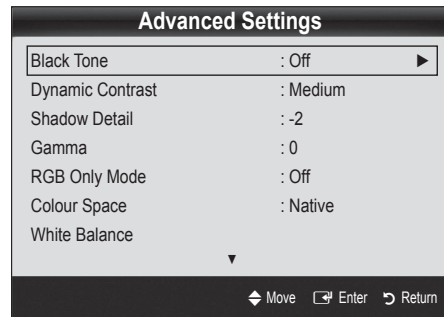 Advanced Settings
Black Tone : Off ►
Dynamic Contrast : Medium
Shadow Detail : -2
Gamma : 0
RGB Only Mode : Off
Colour Space : Native
White Balance
▼
Move Enter Return